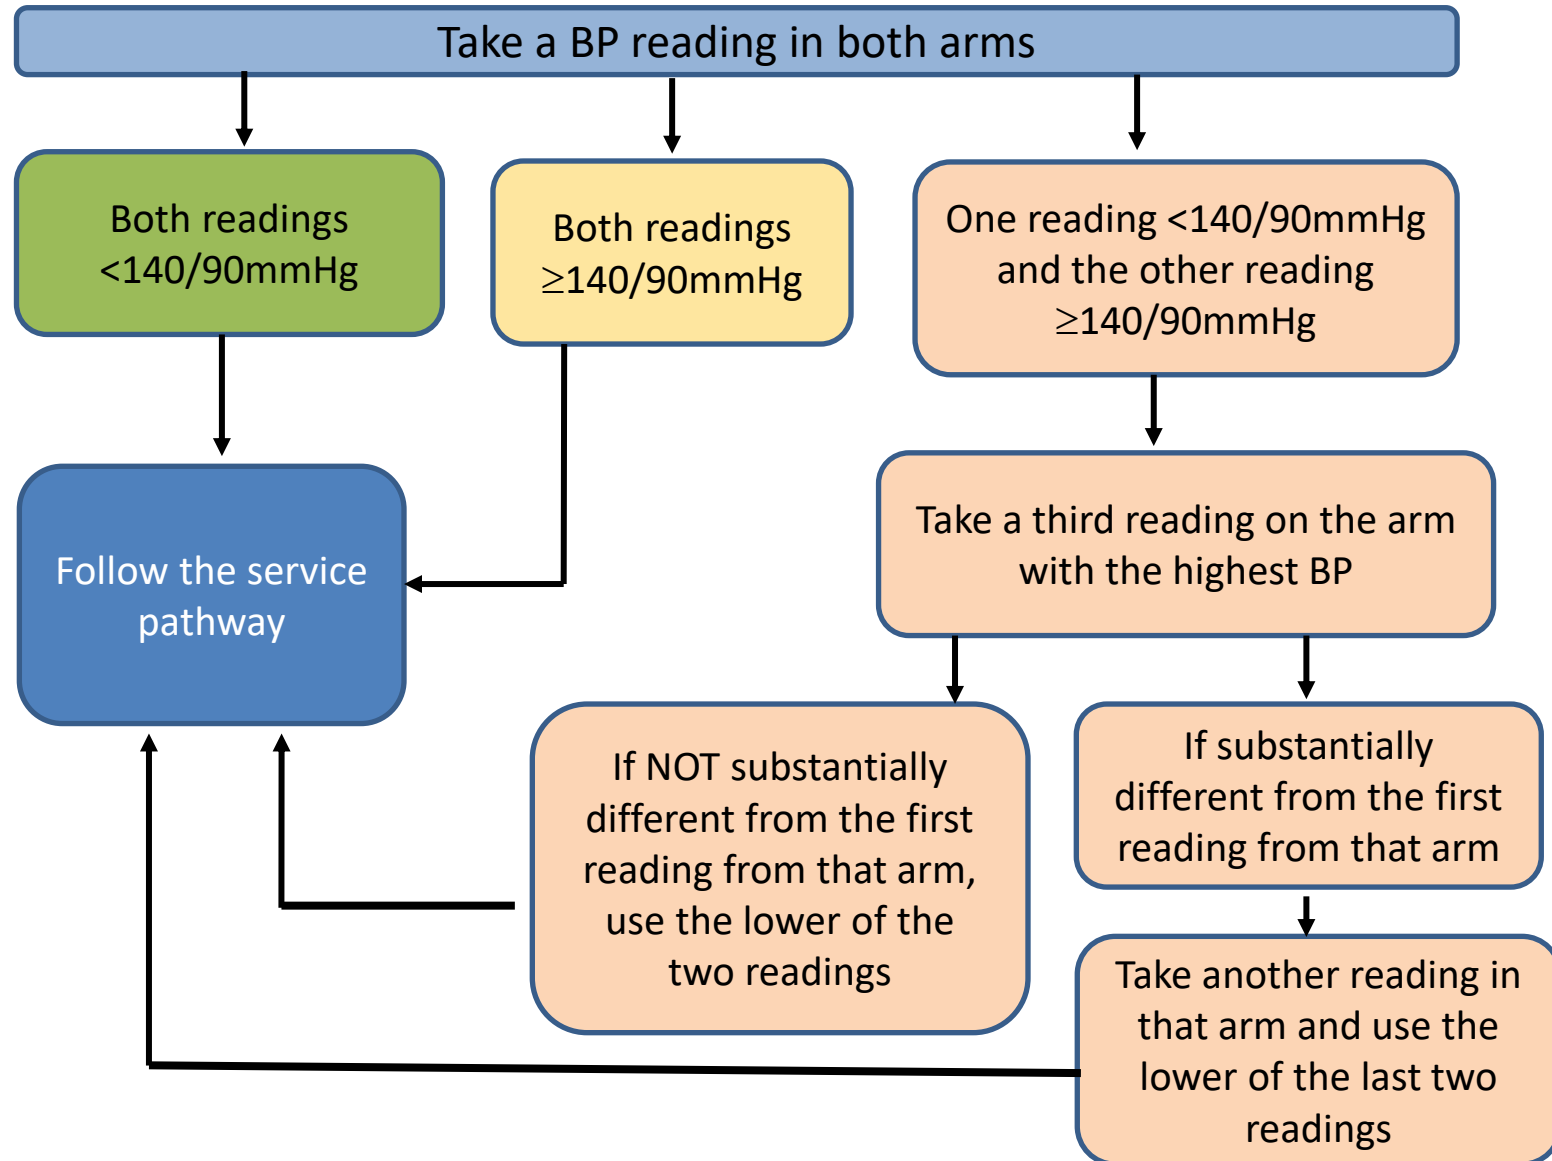 Take a BP reading in both arms
Both readings
<140/90mmHg
Both readings
≥140/90mmHg
One reading <140/90mmHg
and the other reading
≥140/90mmHg
Follow the service
pathway
Take a third reading on the arm
with the highest BP
If NOT substantially
different from the first
reading from that arm,
use the lower of the
two readings
If substantially
different from the first
reading from that arm
Take another reading in
that arm and use the
lower of the last two
readings